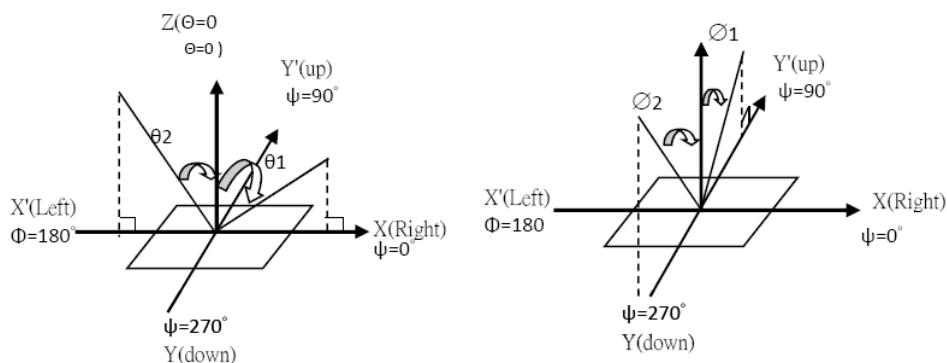 Z(Θ=0
Θ=0 )
Y'(up)
ψ=90°
θ2
θ1
X'(Left)
Φ=180°
X(Right)
ψ=0°
ψ=270°
Y(down)
∅1
Y'(up)
ψ=90°
∅2
X'(Left)
Φ=180
X(Right)
ψ=0°
ψ=270°
Y(down)